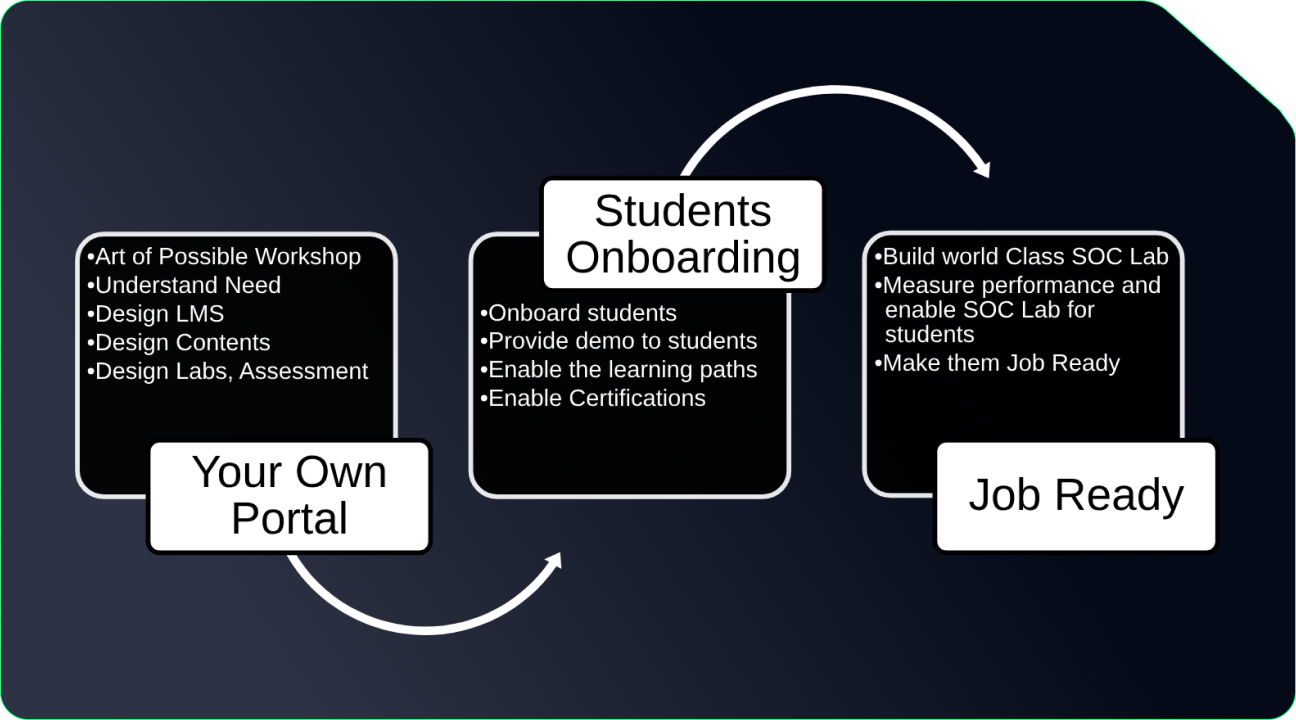 •Art of Possible Workshop
•Understand Need
•Design LMS
•Design Contents
•Design Labs, Assessment
Your Own
Portal
Students
Onboarding
•Onboard students
•Provide demo to students
•Enable the learning paths
•Enable Certifications
•Build world Class SOC Lab
•Measure performance and
enable SOC Lab for
students
•Make them Job Ready
Job Ready